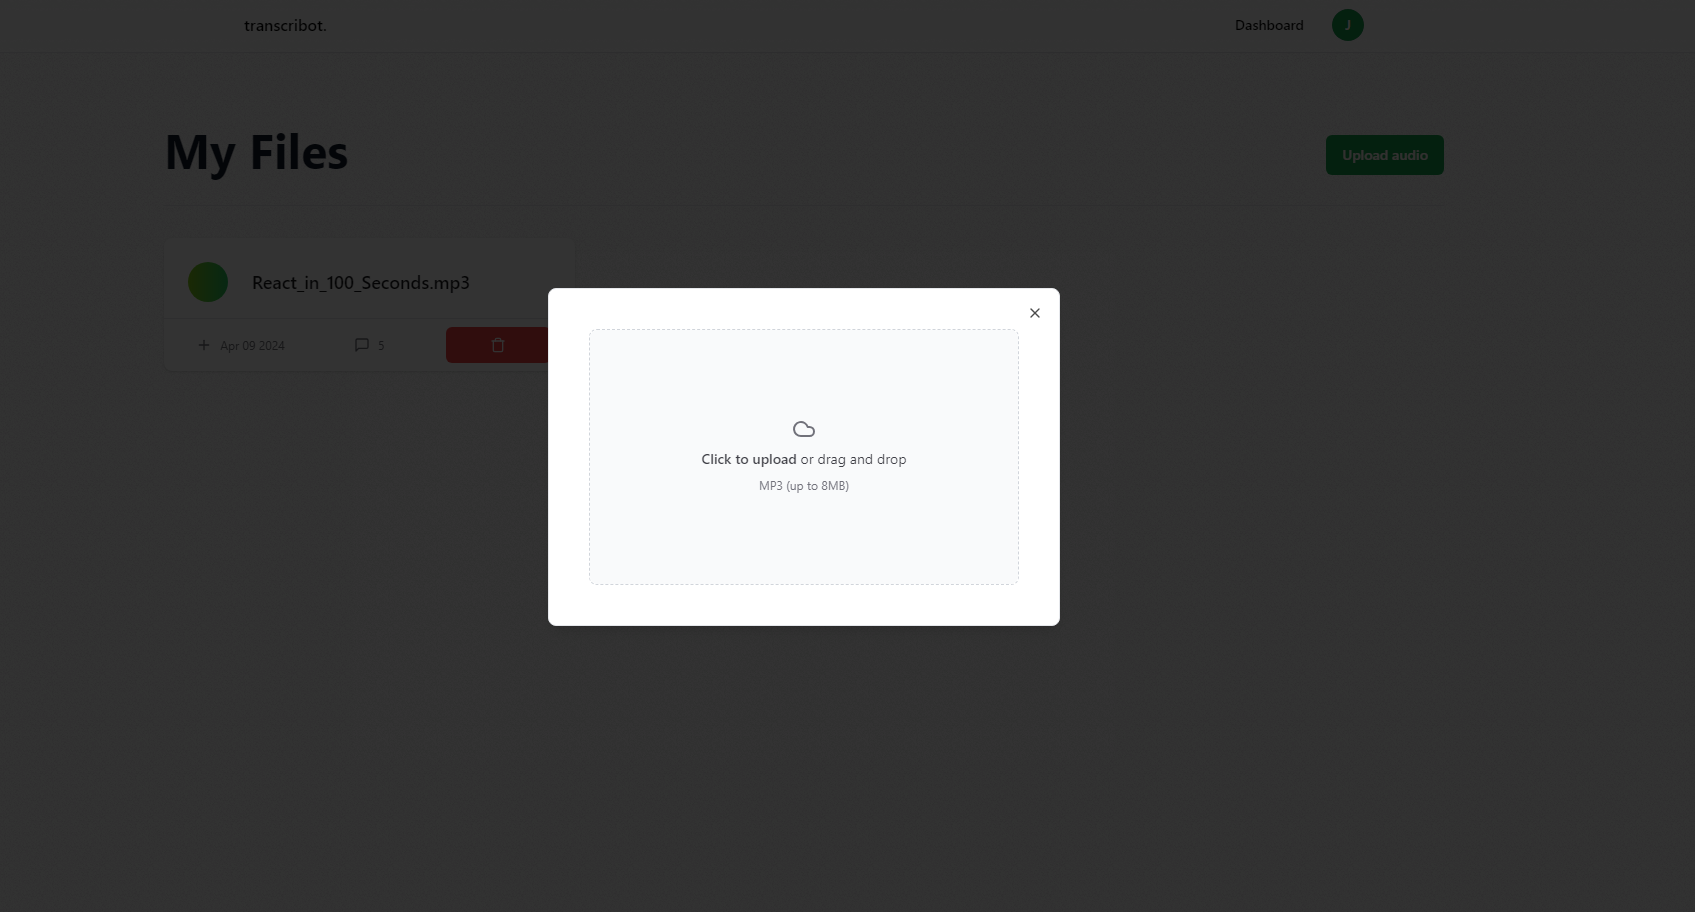 transcribot.
Dashboard
J
My Files
Upload audio
React_in_100_Seconds.mp3
Apr 09 2024
5
Click to upload or drag and drop
MP3 (up to 8MB)